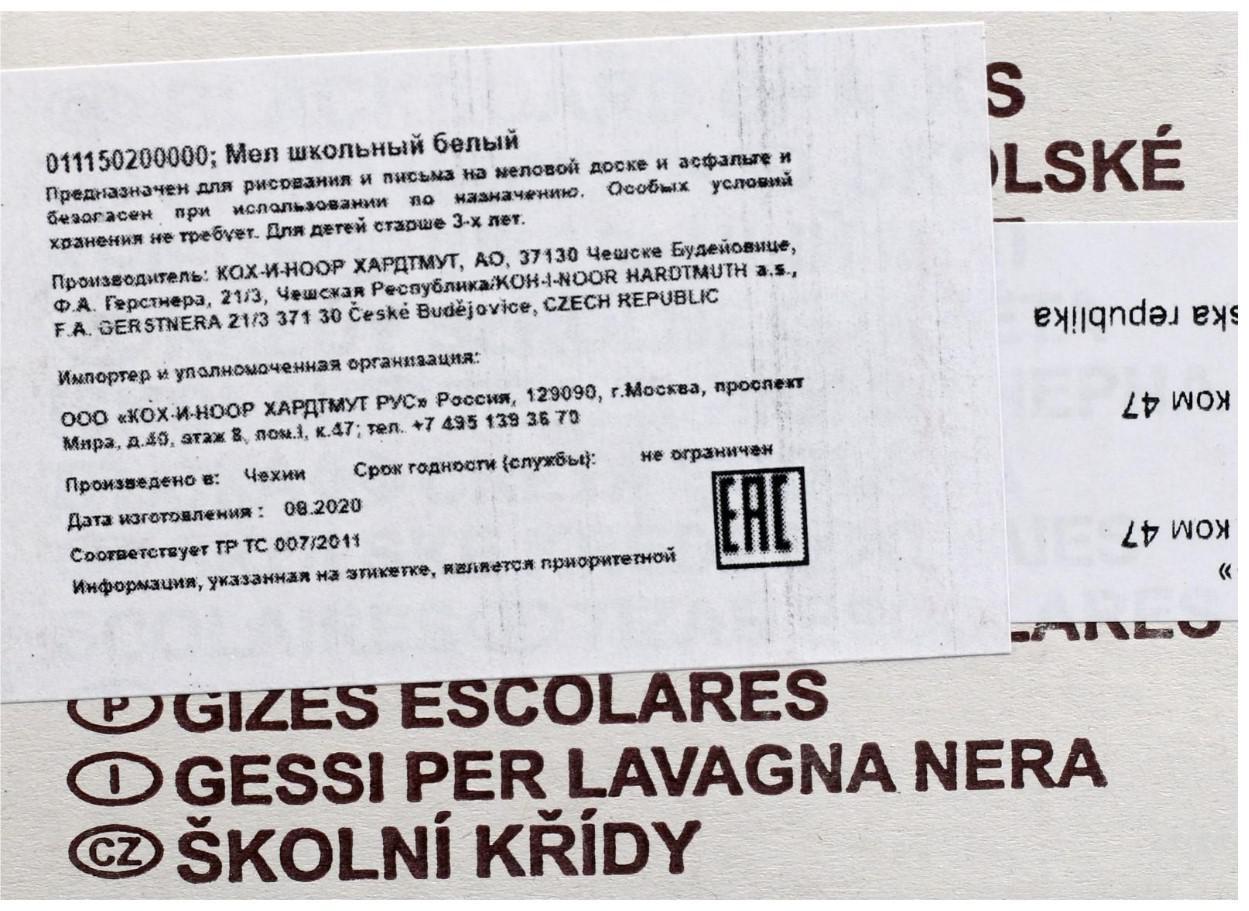 011150200000; Мел школьный белый
Предназначен для рисования и письма на меловой доске и асфальте и
безопасен при использовании по назначению. Особых условий
хранения не требует. Для детей старше 3-х лет.
Производитель: КОХ-И-НООР ХАРДТМУТ, АО, 37130 Чешске Будейовице,
Ф.А. Герстнера, 21/3, Чешская Республика/KOH-I-NOOR HARDTMUTH a.s.,
F.A. GERSTNERA 21/3 371 30 České Budějovice, CZECH REPUBLIC
Импортер и уполномоченная организация:
ООО «КОХ-И-НООР ХАРДТМУТ РУС» Россия, 129090, г.Москва, проспект
Мира, д.40, этаж 8, пом.I, к.47; тел. +7 495 139 36 70
Произведено в: Чехии Срок годности (службы): не ограничен
Дата изготовления : 08.2020
Соответствует ТР ТС 007/2011
Информация, указанная на этикетке, является приоритетной
EAC
S
OLSKÉ
ska republika
ком 47
ком 47
»
LARES
P GIZES ESCOLARES
I GESSI PER LAVAGNA NERA
CZ ŠKOLNÍ KŘÍDY